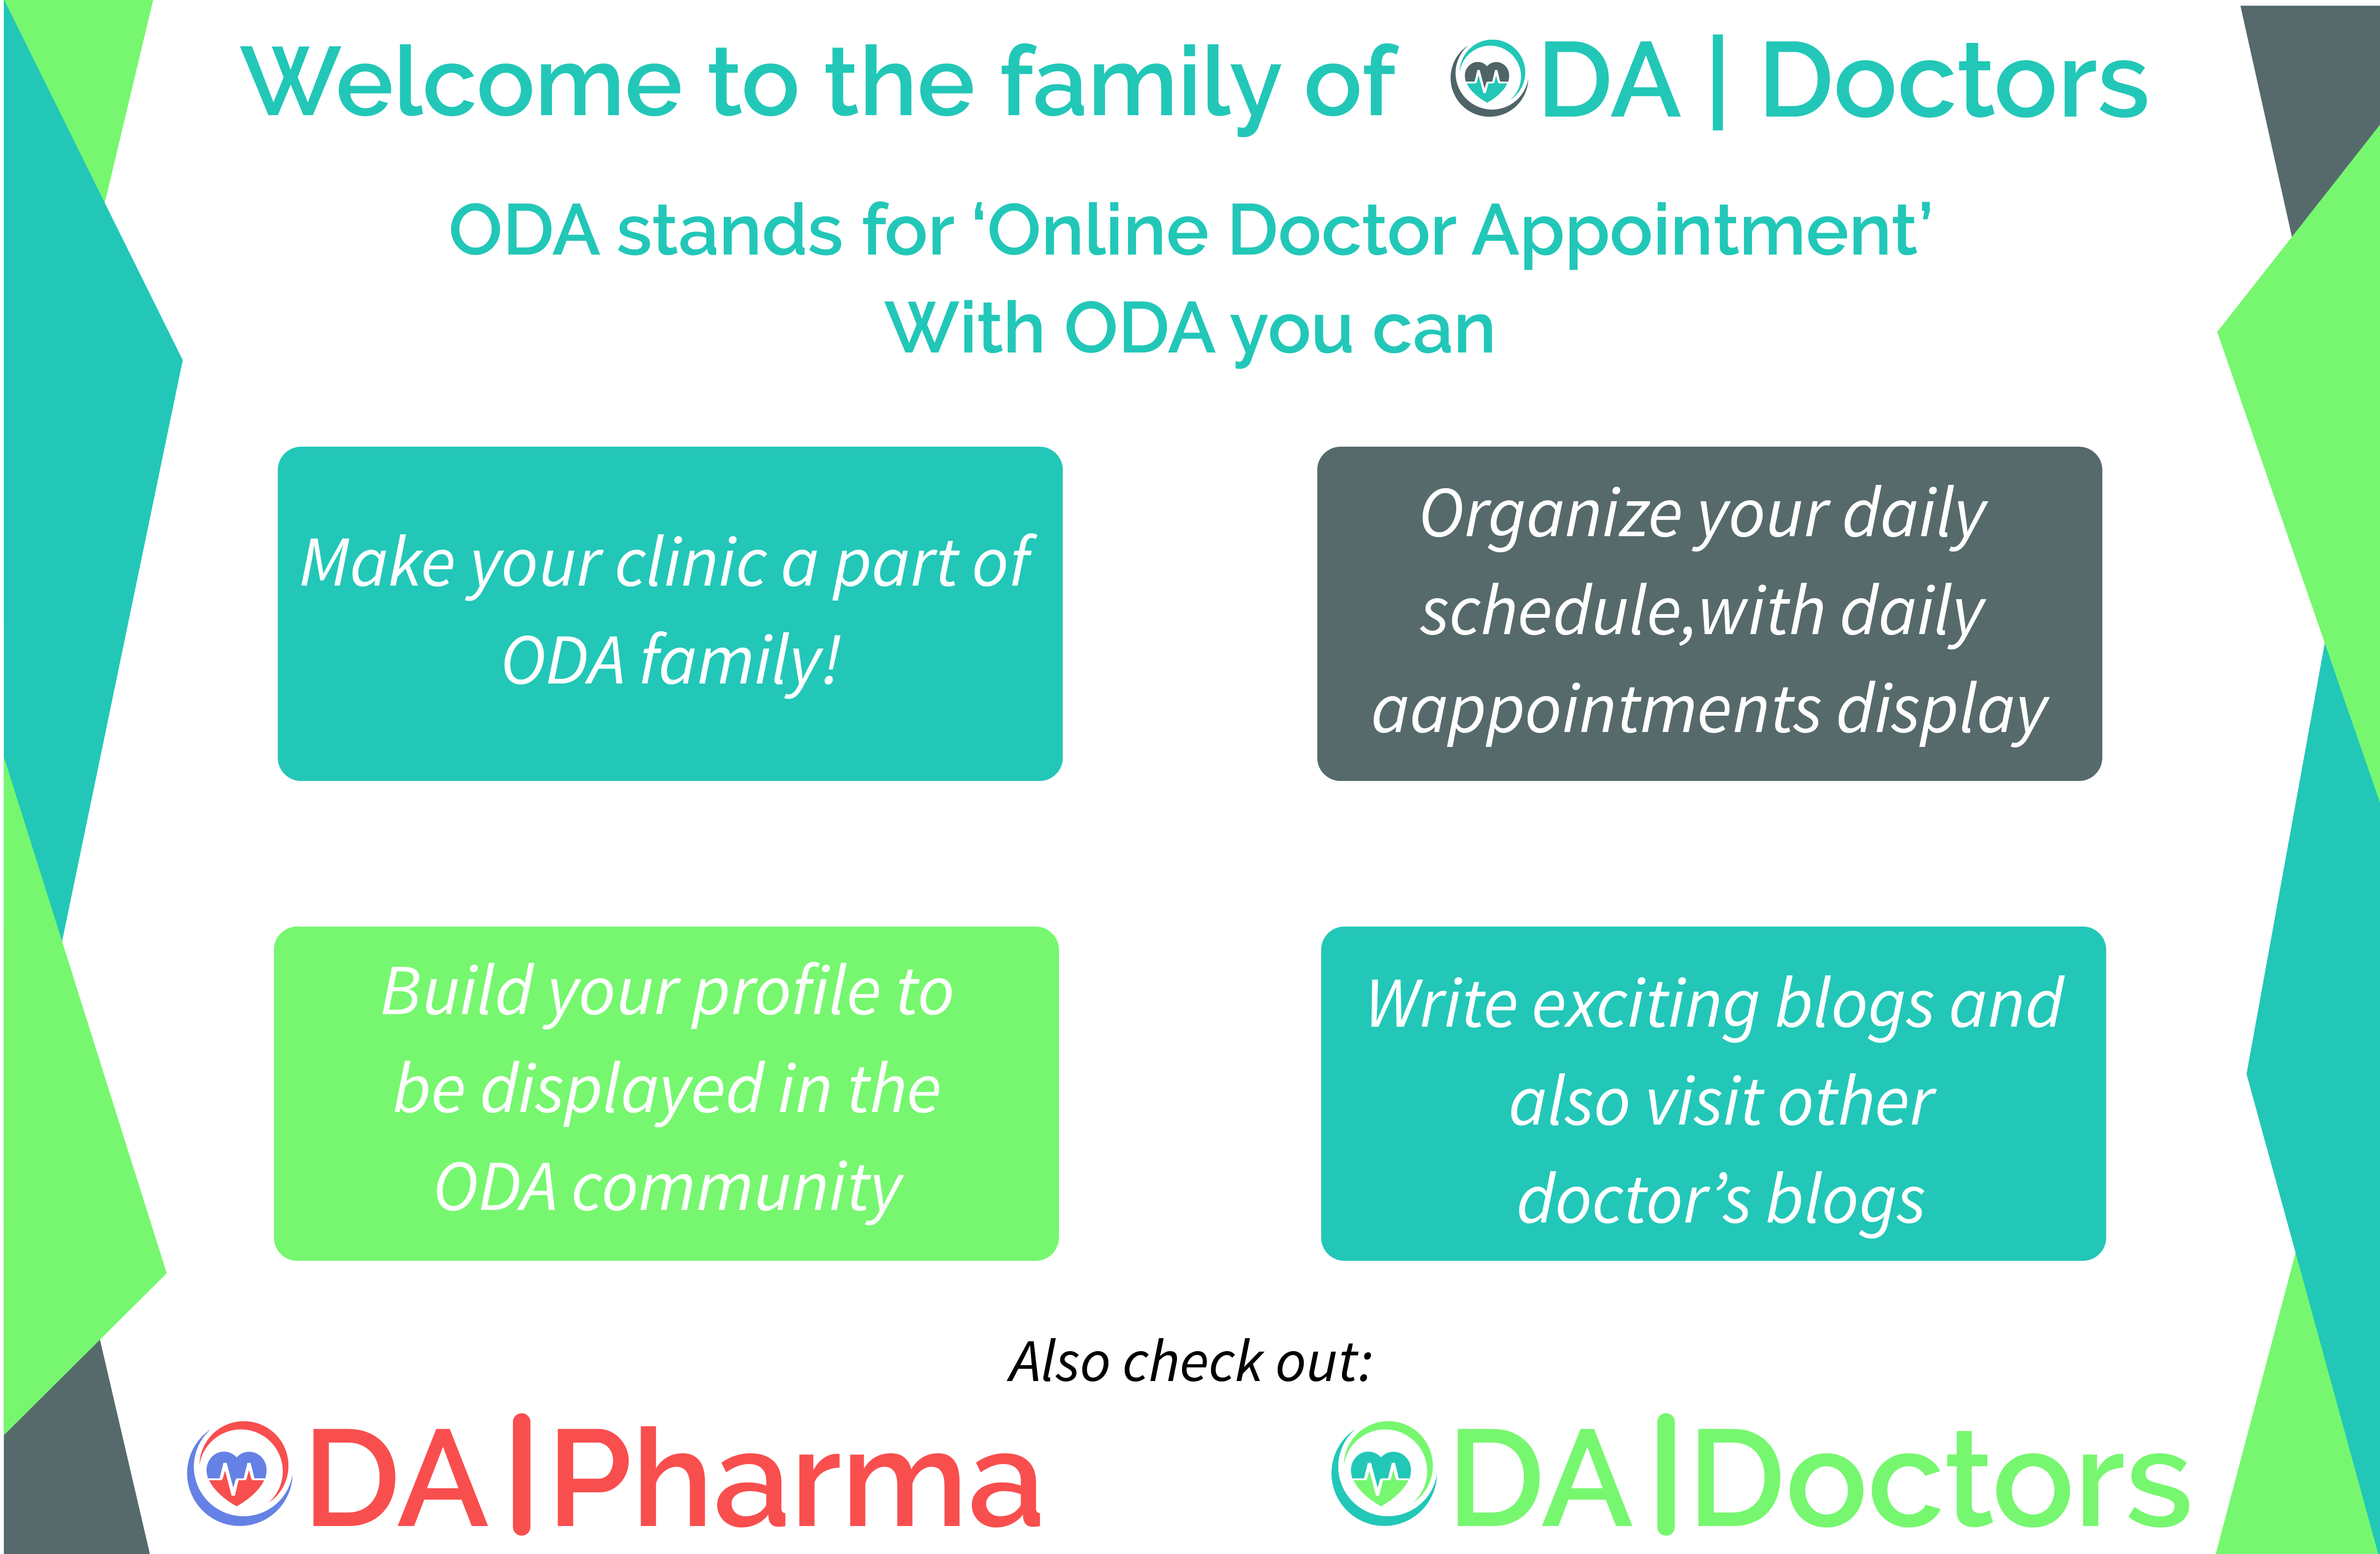 Welcome to the family of ODA | Doctors
ODA stands for ‘Online Doctor Appointment’
With ODA you can
Make your clinic a part of
ODA family!
Organize your daily
schedule,with daily
aappointments display
Build your profile to
be displayed in the
ODA community
Write exciting blogs and
also visit other
doctor’s blogs
Also check out:
ODA|Pharma
ODA|Doctors